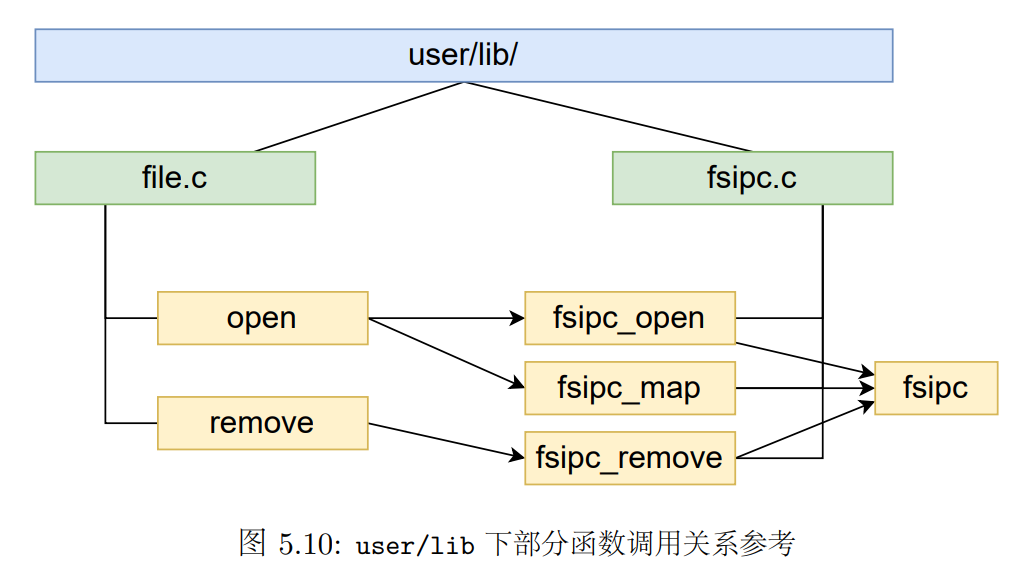 user/lib/
file.c
fsipc.c
open
fsipc_open
fsipc_map
fsipc
remove
fsipc_remove
图 5.10: user/lib 下部分函数调用关系参考